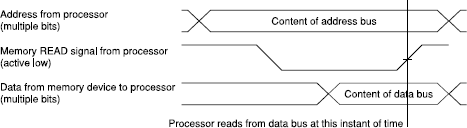 Address from processor
(multiple bits)
Content of address bus
Memory READ signal from processor
(active low)
Data from memory device to processor
(multiple bits)
Content of data bus
Processor reads from data bus at this instant of time